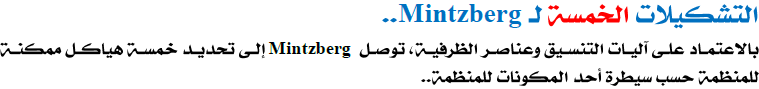 التشكيلات الخمسة لـ Mintzberg..
بالاعتماد على آليات التنسيق وعناصر الظرفية، توصل Mintzberg إلى تحديد خمسة هياكل ممكنة
للمنظمة حسب سيطرة أحد المكونات للمنظمة..